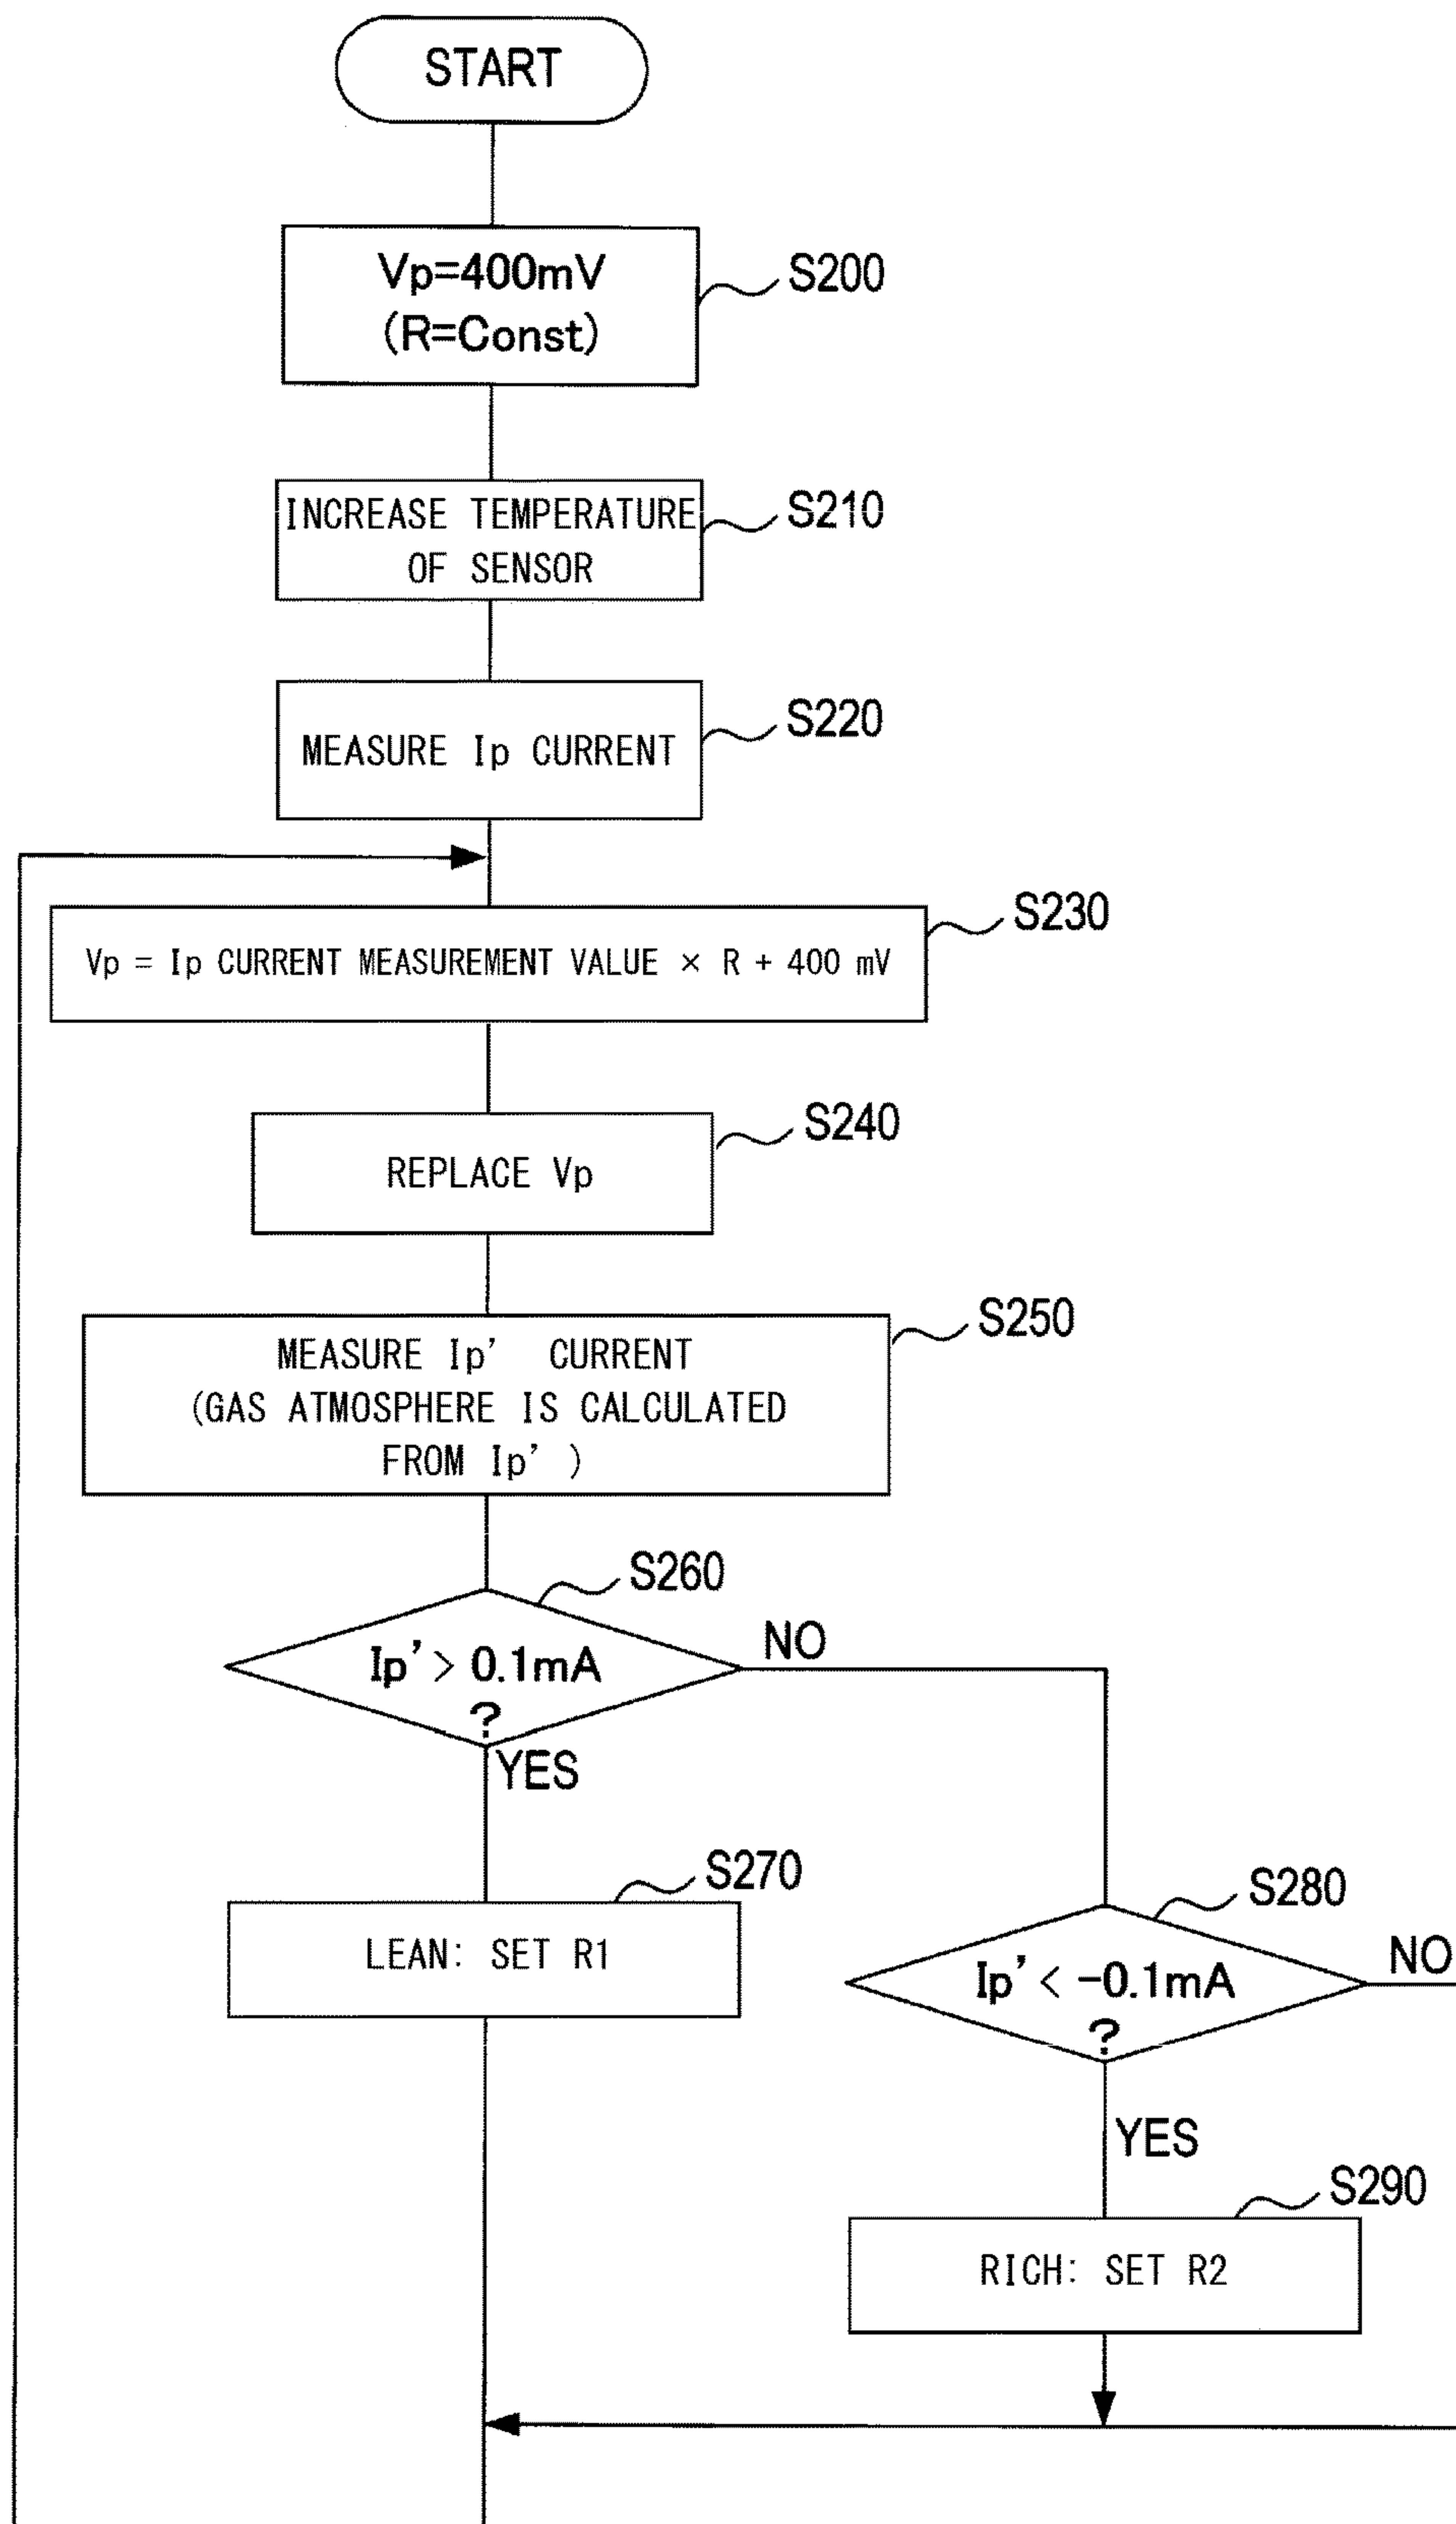 START
Vp=400mV
(R=Const)
S200
INCREASE TEMPERATURE
OF SENSOR
S210
MEASURE Ip CURRENT
S220
Vp = Ip CURRENT MEASUREMENT VALUE × R + 400 mV
S230
REPLACE Vp
S240
MEASURE Ip' CURRENT
(GAS ATMOSPHERE IS CALCULATED
FROM Ip' )
S250
S260
Ip' > 0.1mA
?
NO
YES
S270
LEAN: SET R1
S280
Ip' < -0.1mA
?
NO
YES
S290
RICH: SET R2